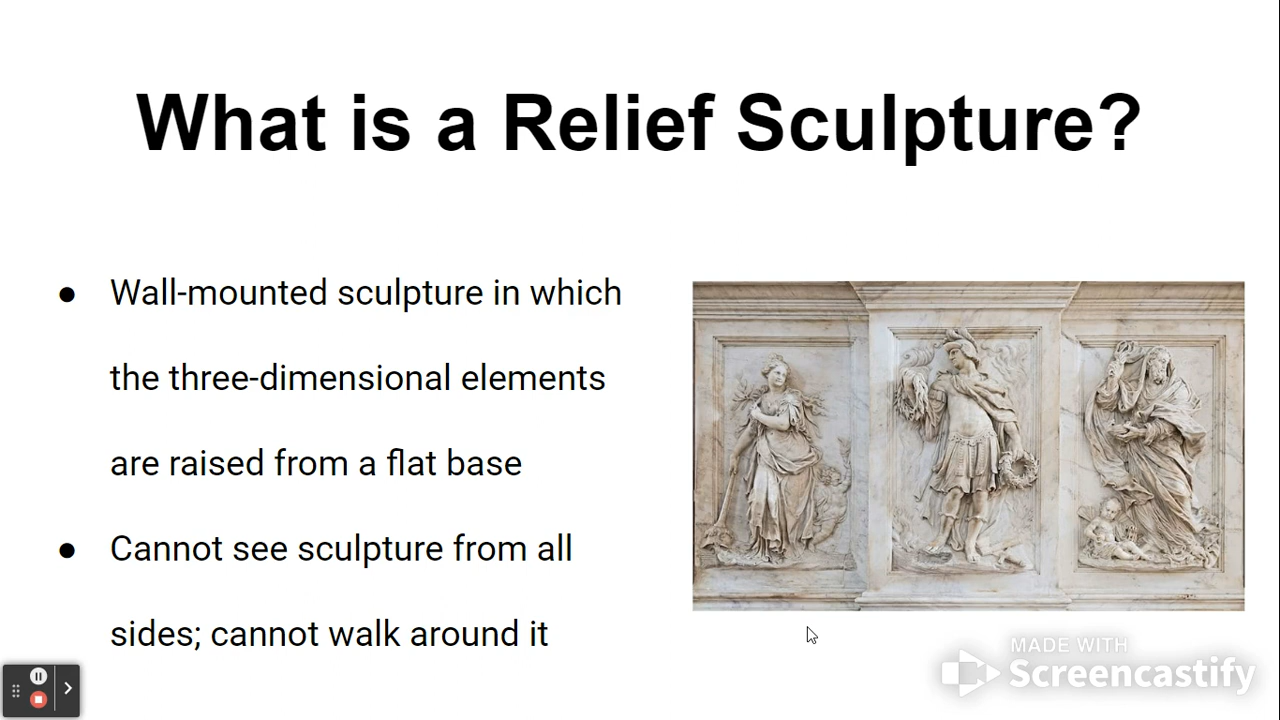 What is a Relief Sculpture?
● Wall-mounted sculpture in which
the three-dimensional elements
are raised from a flat base
● Cannot see sculpture from all
sides; cannot walk around it
MADE WITH
Screencastify